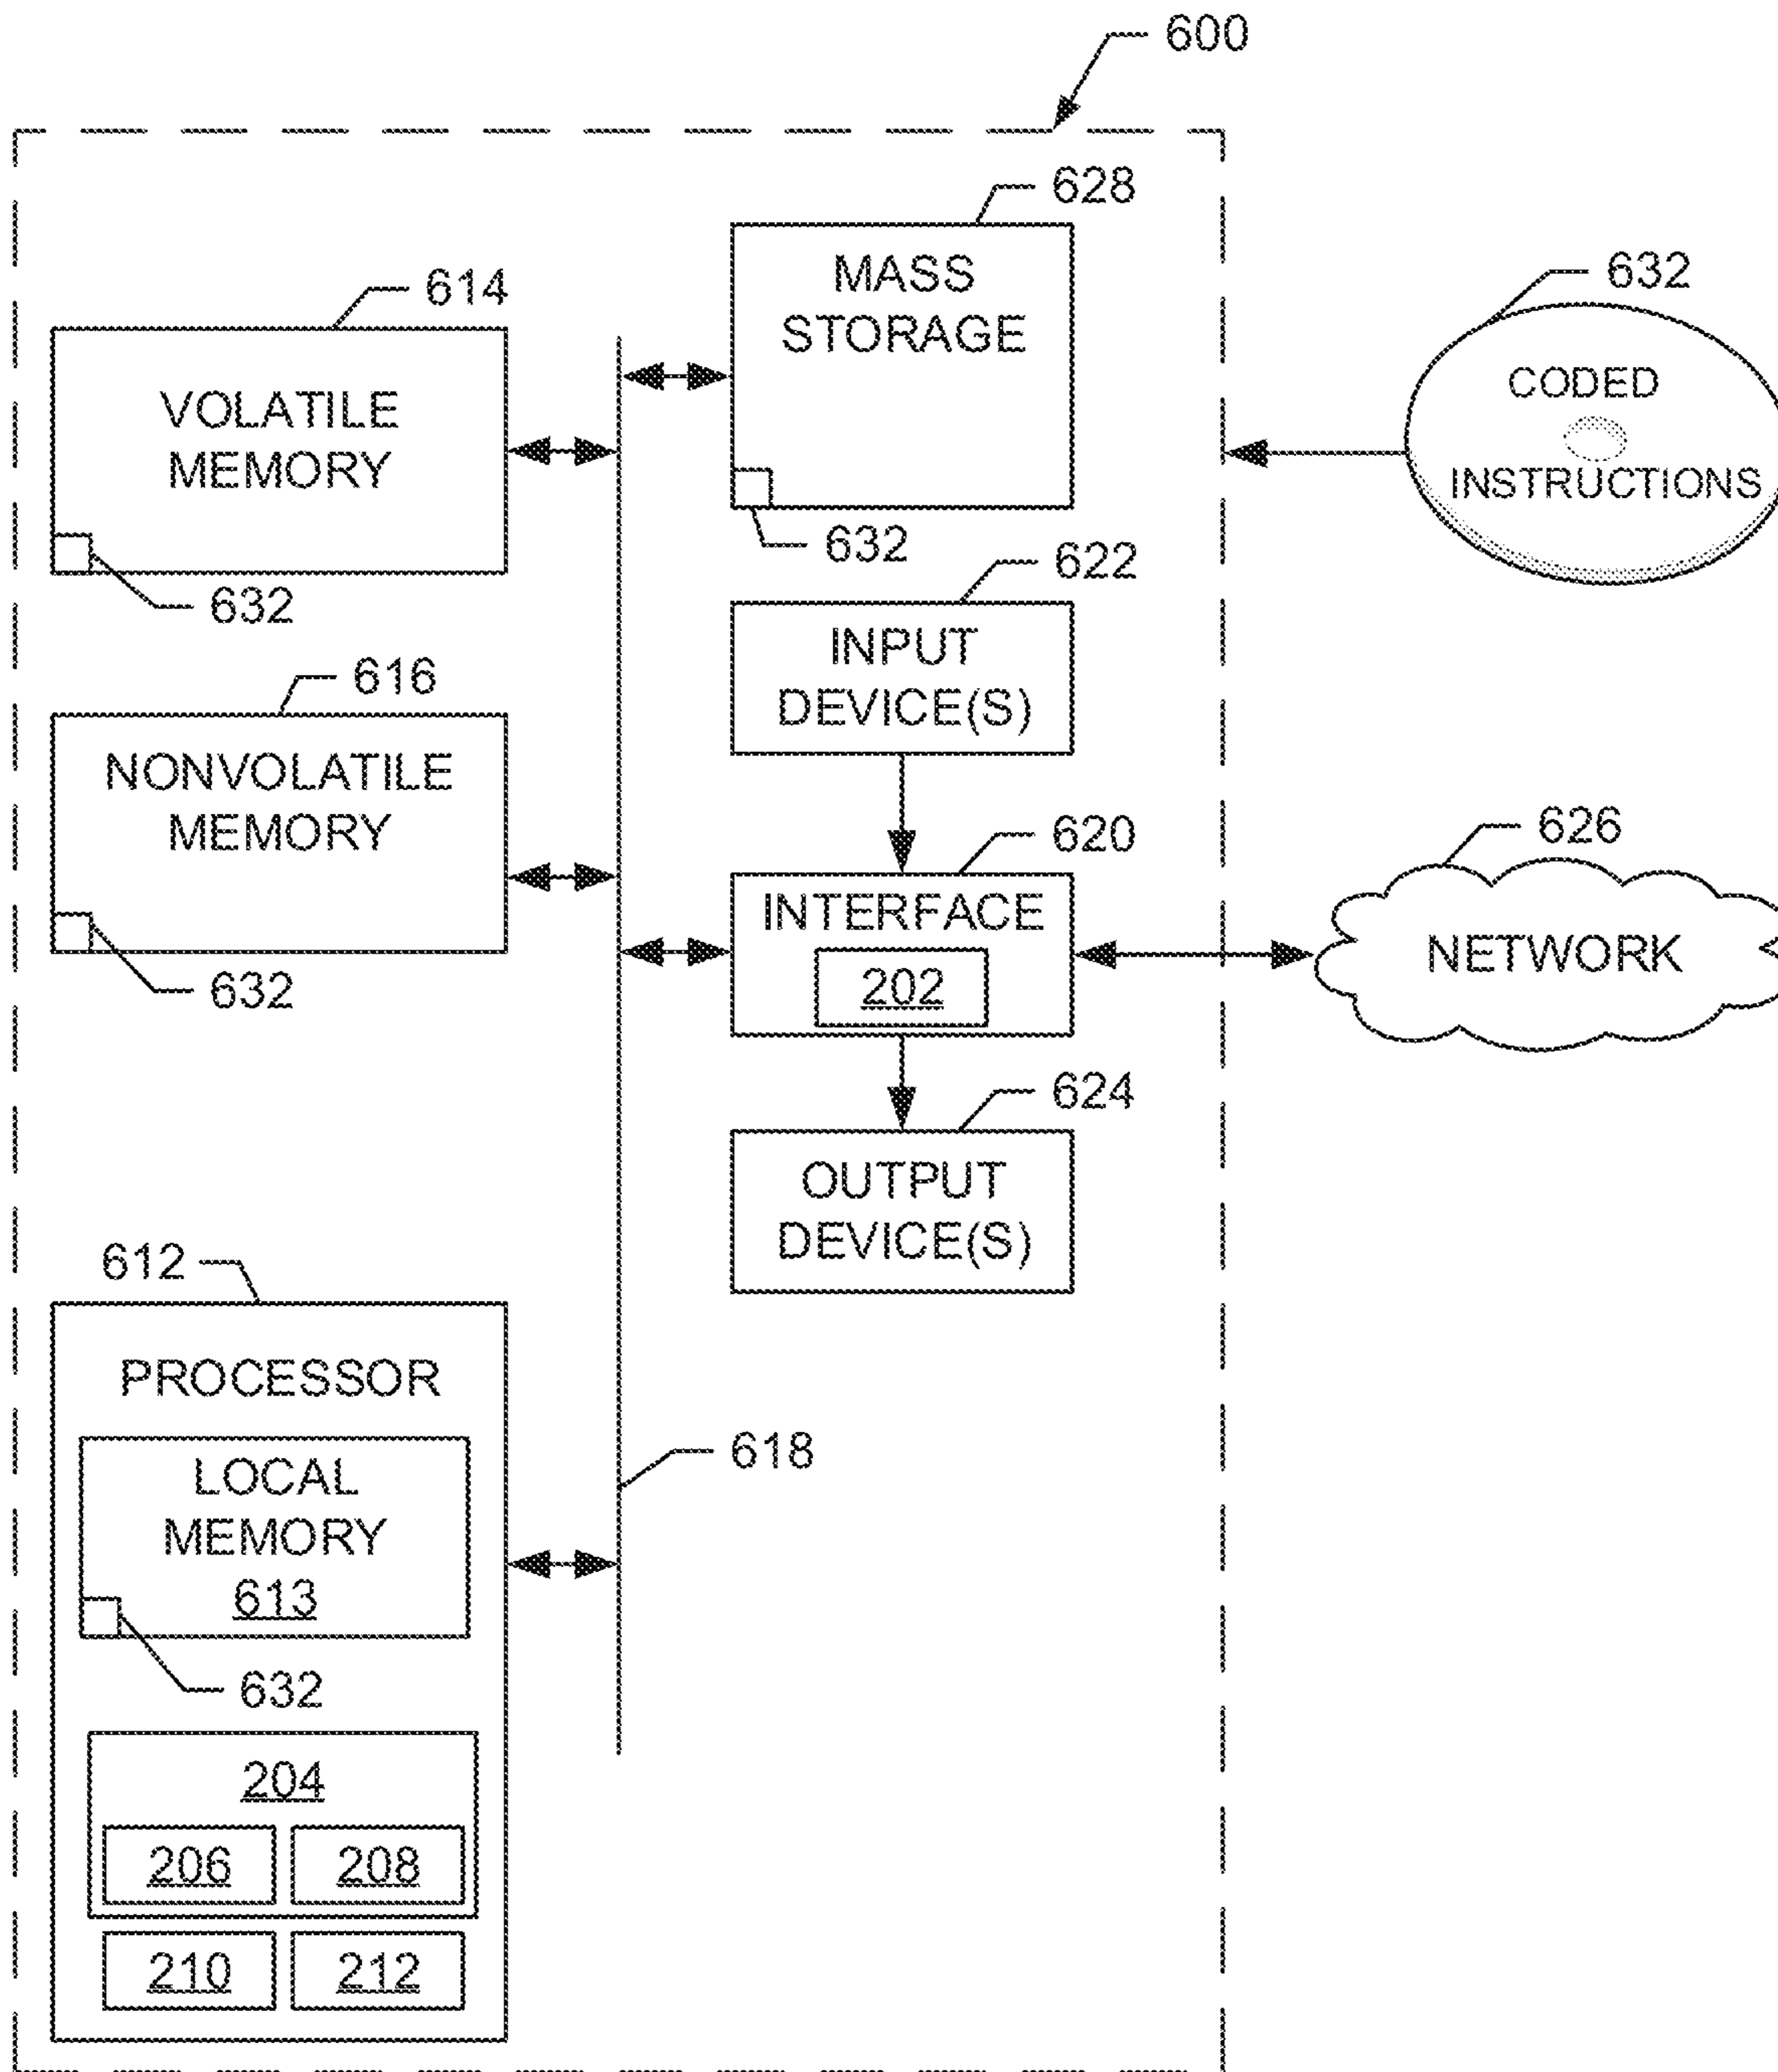 600
628
MASS
STORAGE
632
614
VOLATILE
MEMORY
632
616
NONVOLATILE
MEMORY
632
622
INPUT
DEVICE(S)
620
INTERFACE
202
624
OUTPUT
DEVICE(S)
632
CODED
INSTRUCTIONS
626
NETWORK
612
PROCESSOR
LOCAL
MEMORY
613
632
618
204
206 208
210 212